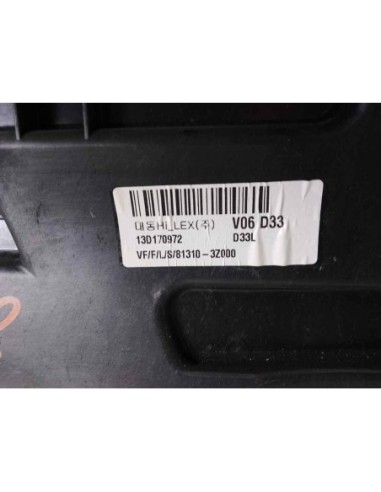 대동Hi_LEX(주) V06 D33
13D170972 D33L
VF/F/L/S/81310-3Z000